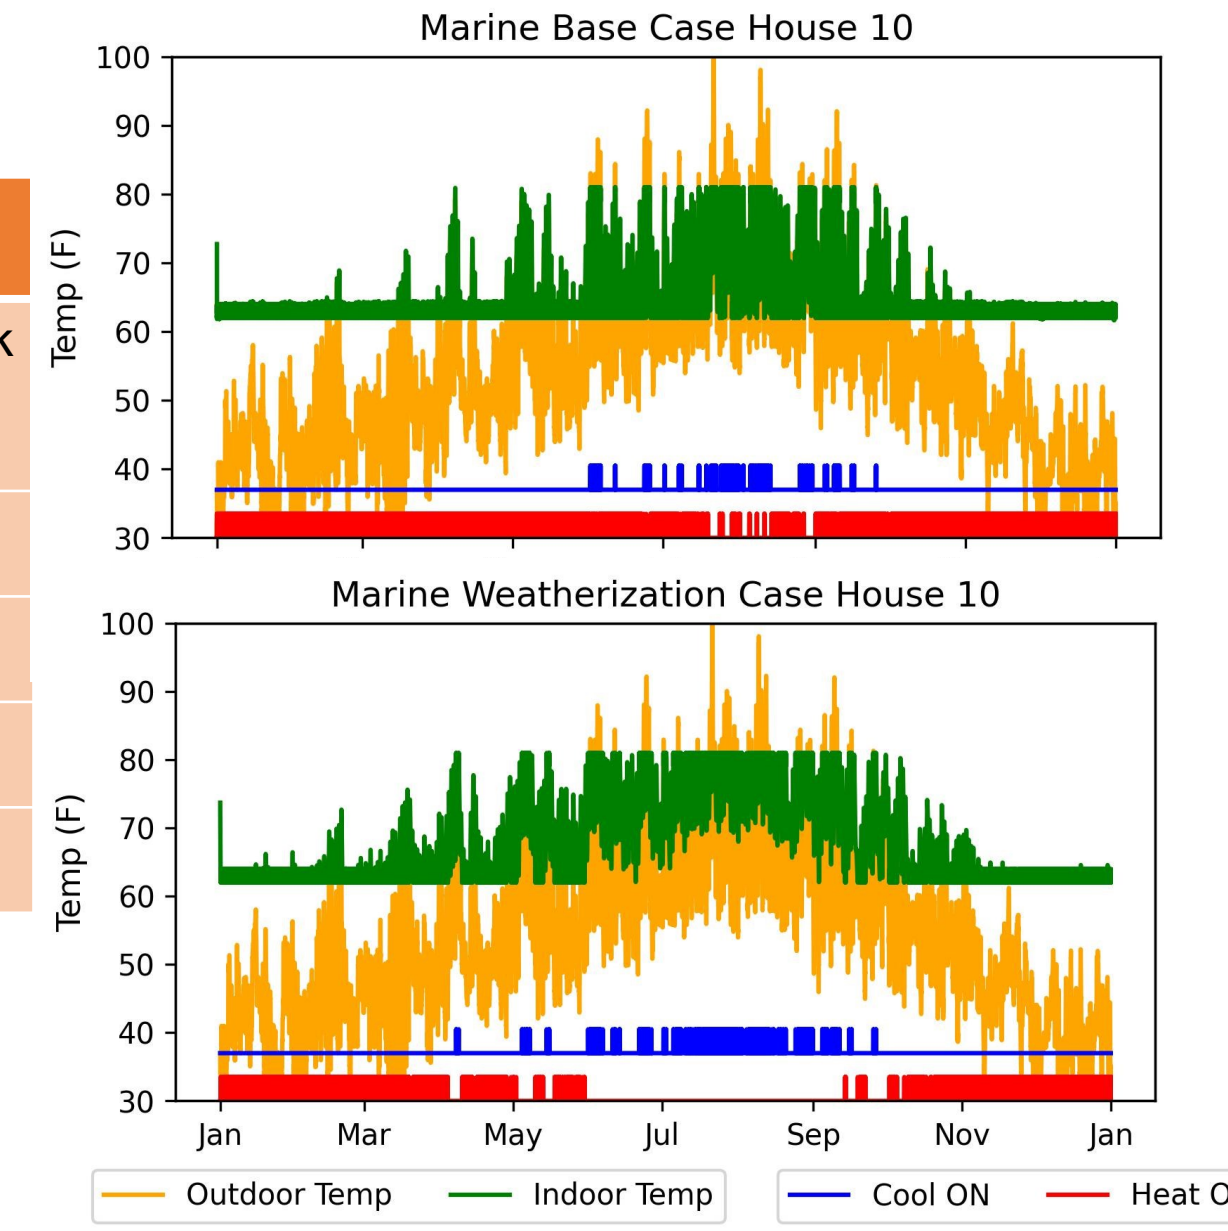 Marine Base Case House 10
100
90
80
70
60
50
40
30
Temp (F)
k
Marine Weatherization Case House 10
100
90
80
70
60
50
40
30
Temp (F)
Jan Mar May Jul Sep Nov Jan
Outdoor Temp Indoor Temp Cool ON Heat O